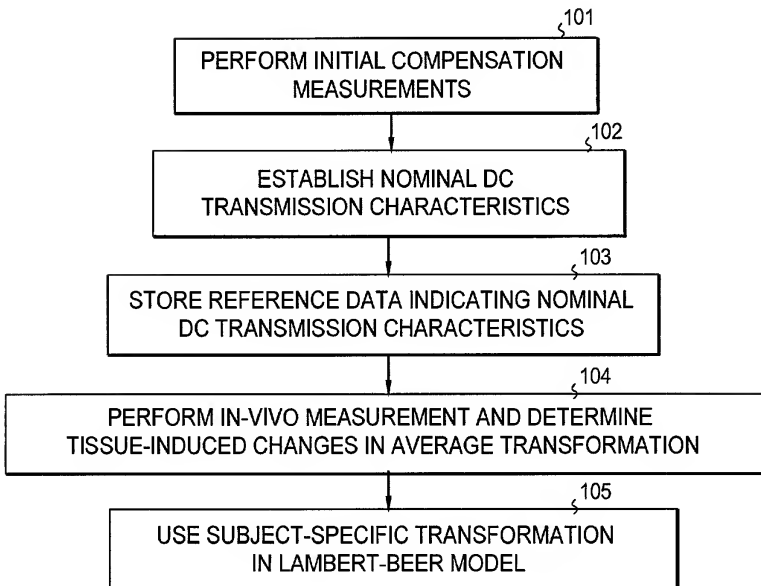 101
PERFORM INITIAL COMPENSATION
MEASUREMENTS
102
ESTABLISH NOMINAL DC
TRANSMISSION CHARACTERISTICS
103
STORE REFERENCE DATA INDICATING NOMINAL
DC TRANSMISSION CHARACTERISTICS
104
PERFORM IN-VIVO MEASUREMENT AND DETERMINE
TISSUE-INDUCED CHANGES IN AVERAGE TRANSFORMATION
105
USE SUBJECT-SPECIFIC TRANSFORMATION
IN LAMBERT-BEER MODEL